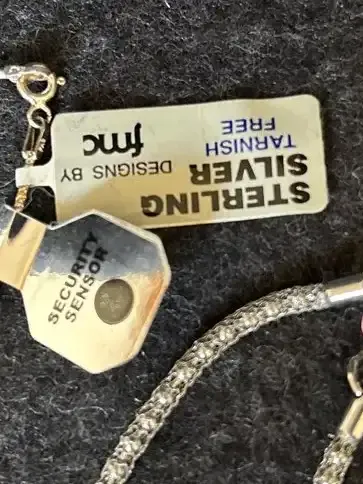 STERLING
SILVER
TARNISH
FREE
DESIGNS BY
fmc
SECURITY
SENSOR